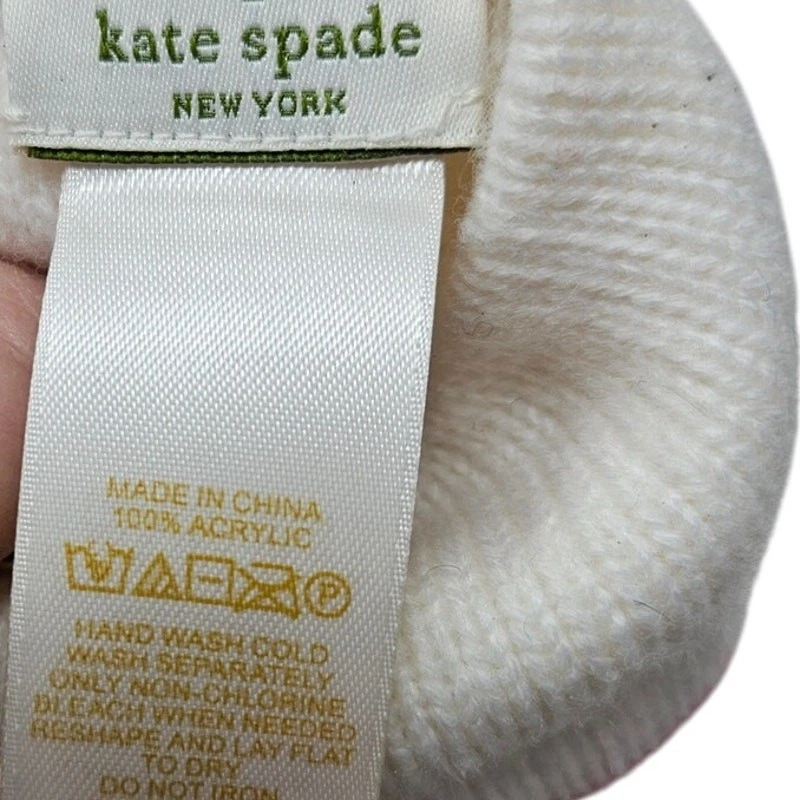 kate spade
NEW YORK
MADE IN CHINA
100% ACRYLIC
P
HAND WASH COLD
WASH SEPARATELY
ONLY NON-CHLORINE
BLEACH WHEN NEEDED
RESHAPE AND LAY FLAT
TO DRY
DO NOT IRON